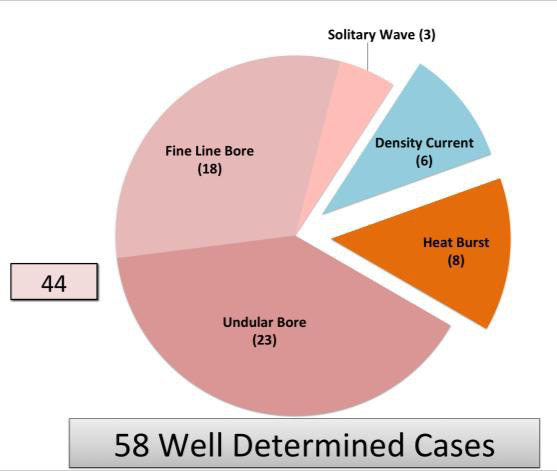 Solitary Wave (3)
Density Current
(6)
Fine Line Bore
(18)
Heat Burst
(8)
44
Undular Bore
(23)
58 Well Determined Cases